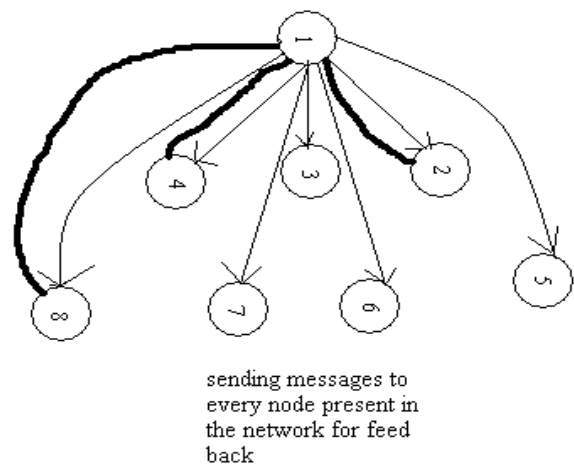 1
4
3
2
5
8
7
6
sending messages to
every node present in
the network for feed
back